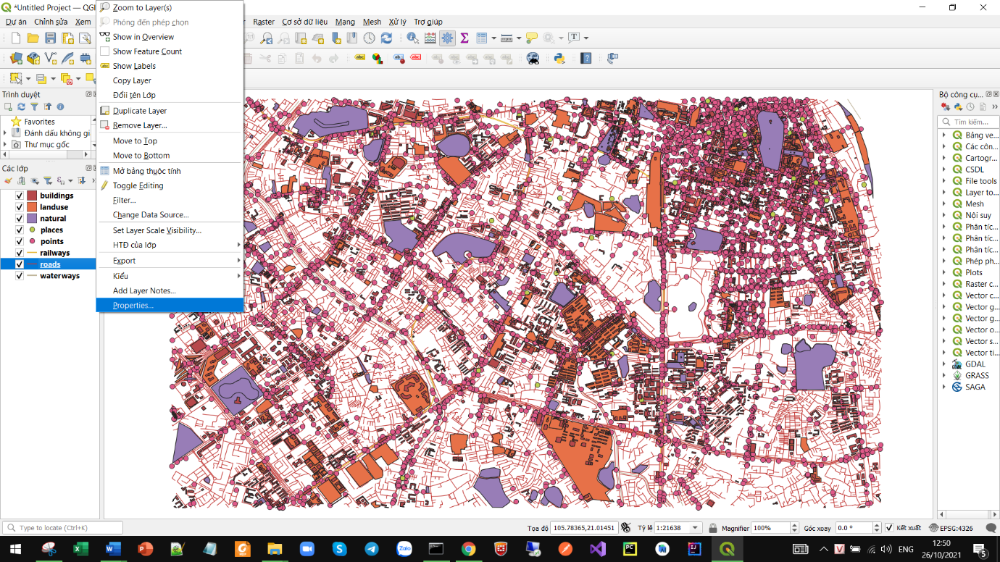 *Untitled Project — QGI
Dự án Chỉnh sửa Xem
Raster Cơ sở dữ liệu Mạng Mesh Xử lý Trợ giúp
Zoom to Layer(s)
Phóng đến phép chọn
Show in Overview
Show Feature Count
Show Labels
Copy Layer
Đổii tên Lớp
Duplicate Layer
Remove Layer...
Move to Top
Move to Bottom
Mở bảng thuộc tính
Toggle Editing
Filter...
Change Data Source...
Set Layer Scale Visibility...
HTĐ của lớp
Export
Kiểu
Add Layer Notes...
Properties...
Trình duyệt
Favorites
Đánh dấu không gi
Thư mục gốc
Các lớp
buildings
landuse
natural
places
points
railways
roads
waterways
Bộ công cụ...
Tìm kiếm...
Bảng ve...
Các côn...
Cartogr...
CSDL
File tools
Layer to...
Mesh
Nội suy
Phân tíc...
Phân tíc...
Phân tíc...
Phép ph...
Plots
Raster c...
Vector c...
Vector g...
Vector g...
Vector o...
Vector s...
Vector ti...
GDAL
GRASS
SAGA
Type to locate (Ctrl+K)
Tọa độ 105.78365,21.01451 Tỷ lệ 1:21638 Magnifier 100% Góc xoay 0.0 ° Kết xuất EPSG:4326
ENG
12:50
26/10/2021
5